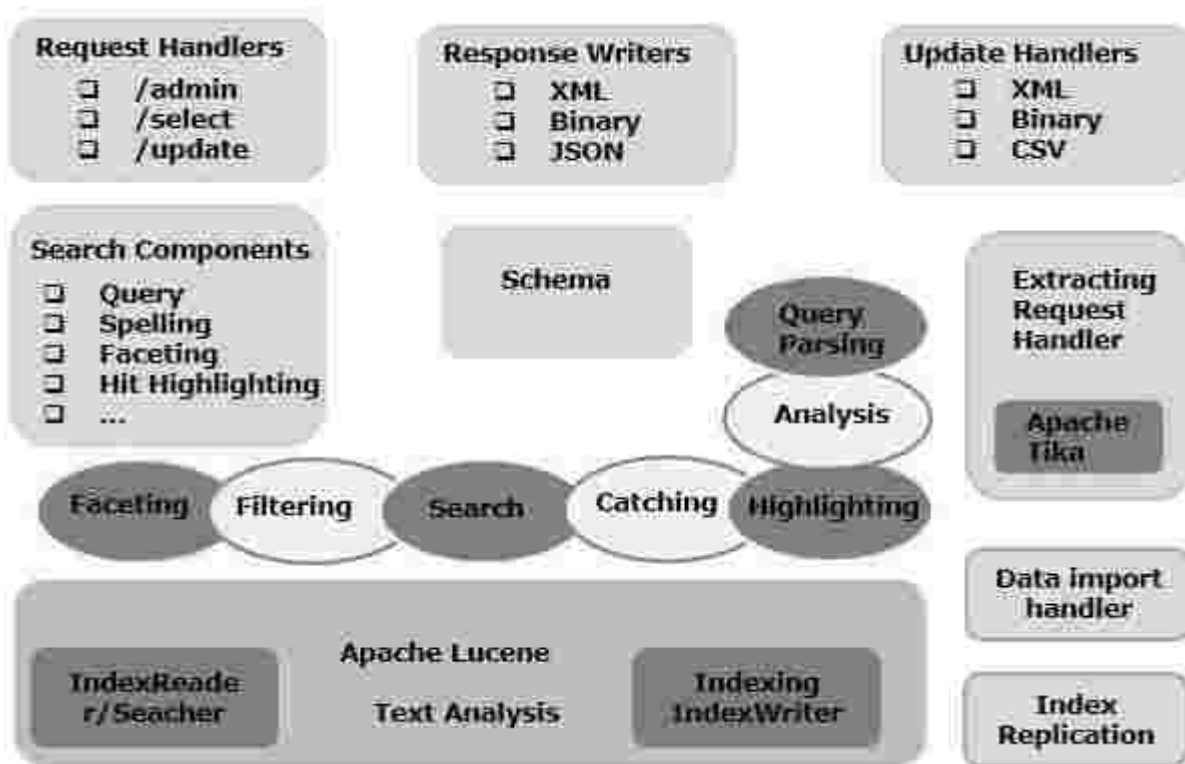 Request Handlers
❑ /admin
❑ /select
❑ /update
Response Writers
❑ XML
❑ Binary
❑ JSON
Update Handlers
❑ XML
❑ Binary
❑ CSV
Search Components
❑ Query
❑ Spelling
❑ Faceting
❑ Hit Highlighting
❑ ...
Schema
Query
Parsing
Analysis
Extracting
Request
Handler
Apache
Tika
Faceting
Filtering
Search
Catching
Highlighting
Data import
handler
Apache Lucene
IndexReade
r/Seacher
Text Analysis
Indexing
IndexWriter
Index
Replication